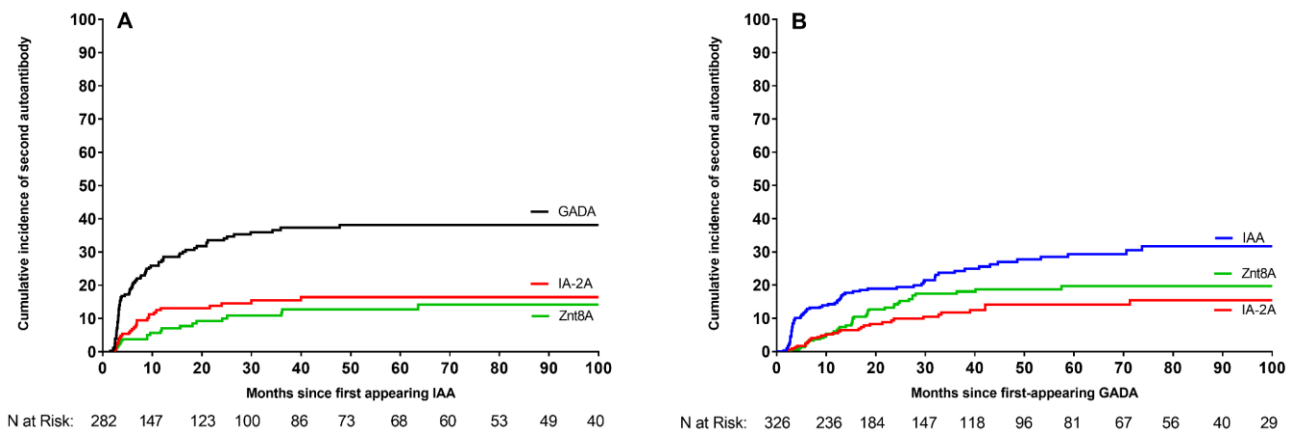 A
Cumulative incidence of second autoantibody
100
90
80
70
60
50
40
30
20
10
0
GADA
IA-2A
Znt8A
0 10 20 30 40 50 60 70 80 90 100
Months since first appearing IAA
N at Risk: 282 147 123 100 86 73 68 60 53 49 40
B
Cumulative incidence of second autoantibody
100
90
80
70
60
50
40
30
20
10
0
IAA
Znt8A
IA-2A
0 10 20 30 40 50 60 70 80 90 100
Months since first-appearing GADA
N at Risk: 326 236 184 147 118 96 81 67 56 40 29